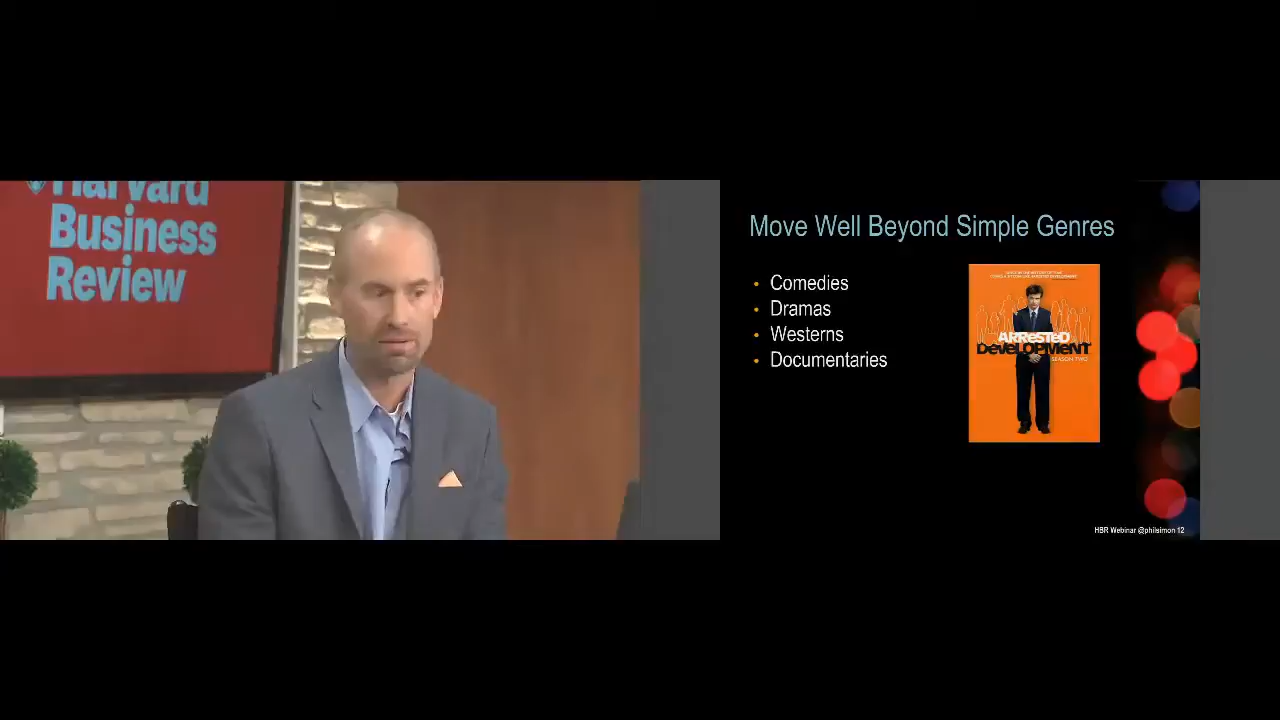 Harvard
Business
Review
Move Well Beyond Simple Genres
• Comedies
• Dramas
• Westerns
• Documentaries
ARRESTED
DEVELOPMENT
SEASON TWO
HBR Webinar @philsimon 12